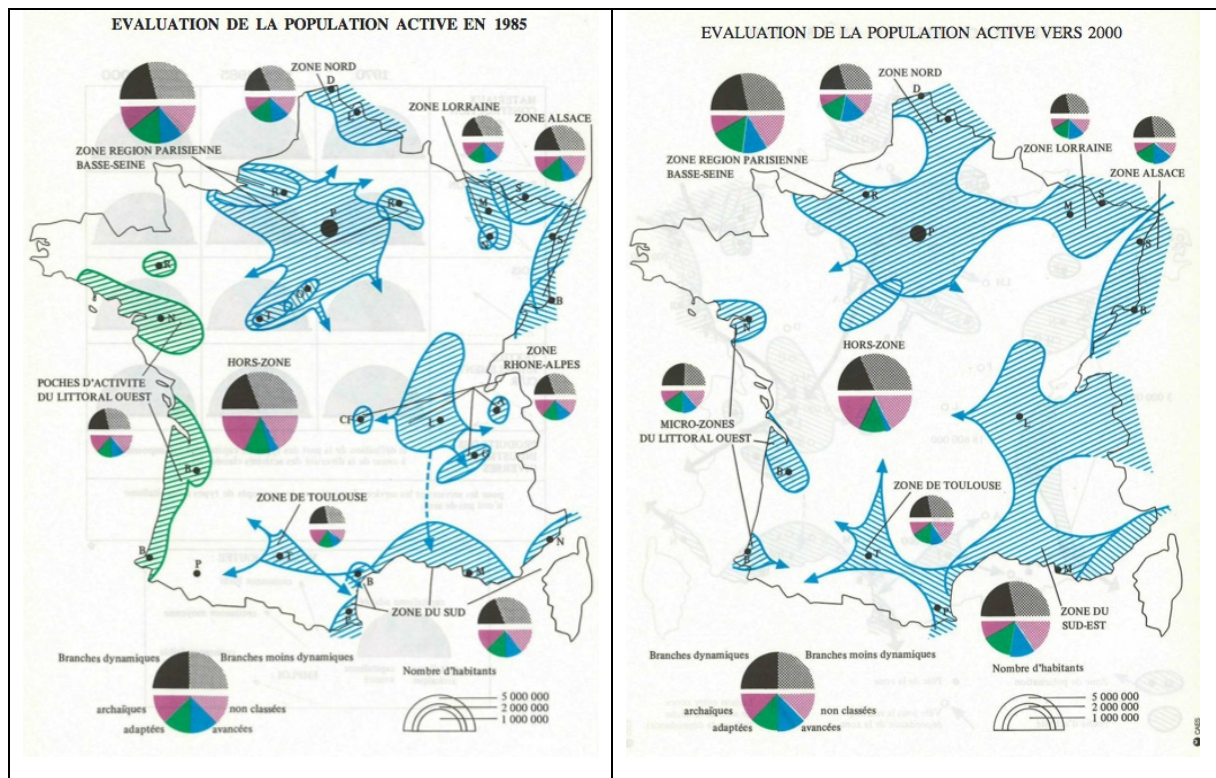 EVALUATION DE LA POPULATION ACTIVE EN 1985
ZONE NORD
D
L
ZONE LORRAINE
ZONE ALSACE
ZONE REGION PARISIENNE
BASSE-SEINE
R
P
R
M
S
N
S
B
R
T
N
HORS-ZONE
ZONE
RHONE-ALPES
POCHES D'ACTIVITE
DU LITTORAL OUEST
CF
L
A
G
B
ZONE DE TOULOUSE
B
P
T
B
M
N
P
ZONE DU SUD
Branches dynamiques
Branches moins dynamiques
archaïques
non classées
adaptées
avancées
Nombre d'habitants
5 000 000
2 000 000
1 000 000
EVALUATION DE LA POPULATION ACTIVE VERS 2000
ZONE NORD
D
L
ZONE REGION PARISIENNE
BASSE-SEINE
ZONE LORRAINE
ZONE ALSACE
R
P
M
S
S
B
N
HORS-ZONE
MICRO-ZONES
DU LITTORAL OUEST
L
B
ZONE DE TOULOUSE
B
T
M
P
ZONE DU
SUD-EST
Branches dynamiques
Branches moins dynamiques
archaïques
non classées
adaptées
avancées
Nombre d'habitants
5 000 000
2 000 000
1 000 000
© CAES